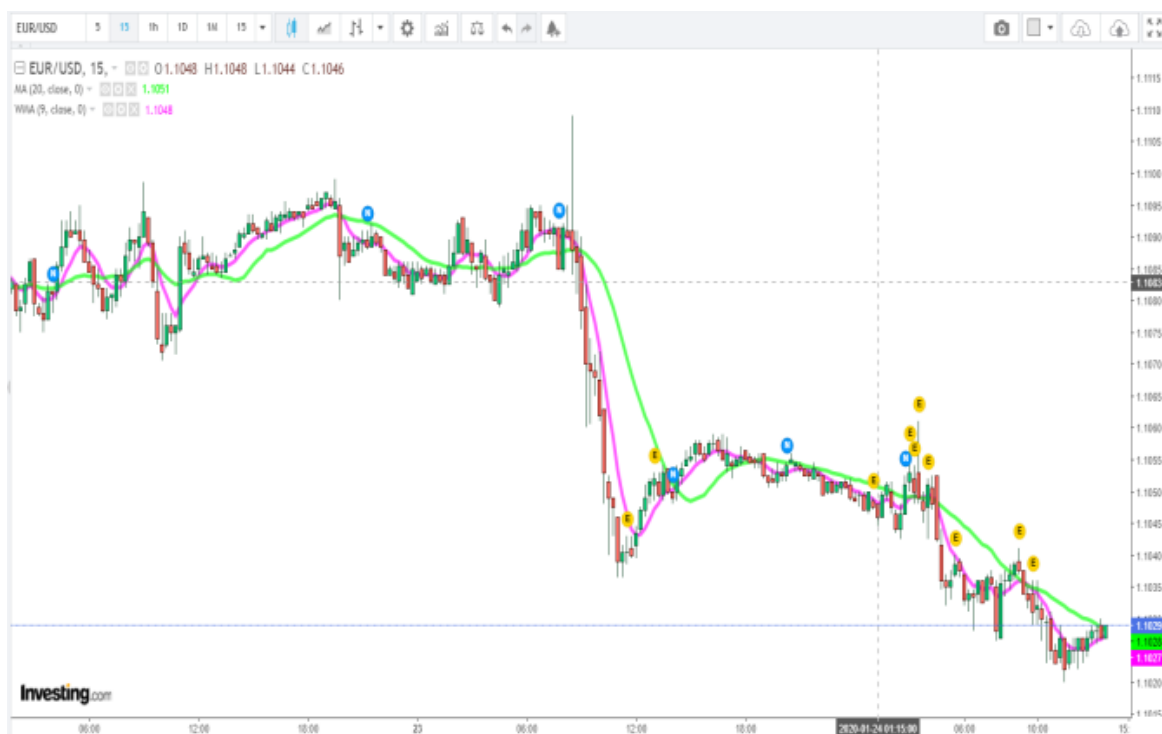 EUR/USD 5 15 1h 1D 1M 15
EUR/USD, 15, O1.1048 H1.1048 L1.1044 C1.1046
MA (20, close, 0) 1.1051
WMA (9, close, 0) 1.1048
N N N N N
E E E E E E E E E E
1.1115
1.1110
1.1105
1.1100
1.1095
1.1090
1.1085
1.1083
1.1080
1.1075
1.1070
1.1065
1.1060
1.1055
1.1050
1.1045
1.1040
1.1035
1.1029
1.1028
1.1027
1.1020
1.1015
Investing.com
06:00 12:00 18:00 23 06:00 12:00 18:00 2020-01-24 01:15:00 06:00 10:00 15: